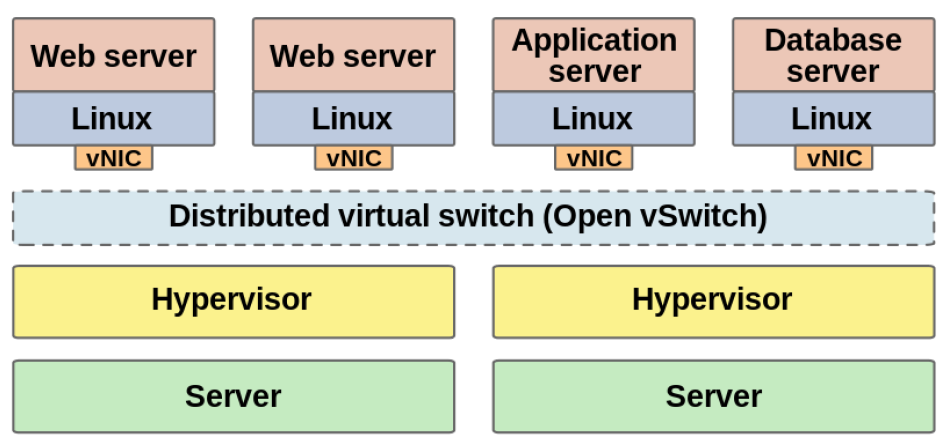 Web server
Web server
Application
server
Database
server
Linux
Linux
Linux
Linux
vNIC
vNIC
vNIC
vNIC
Distributed virtual switch (Open vSwitch)
Hypervisor
Hypervisor
Server
Server